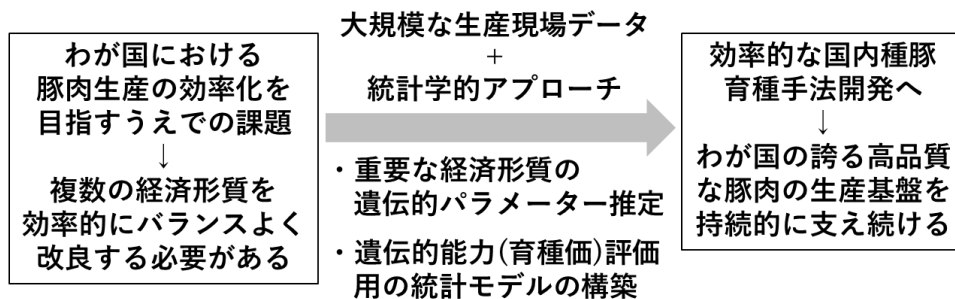 わが国における
豚肉生産の効率化を
目指すうえでの課題
↓
複数の経済形質を
効率的にバランスよく
改良する必要がある
大規模な生産現場データ
+
統計学的アプローチ
・重要な経済形質の
遺伝的パラメーター推定
・遺伝的能力(育種価)評価
用の統計モデルの構築
効率的な国内種豚
育種手法開発へ
↓
わが国の誇る高品質
な豚肉の生産基盤を
持続的に支え続ける